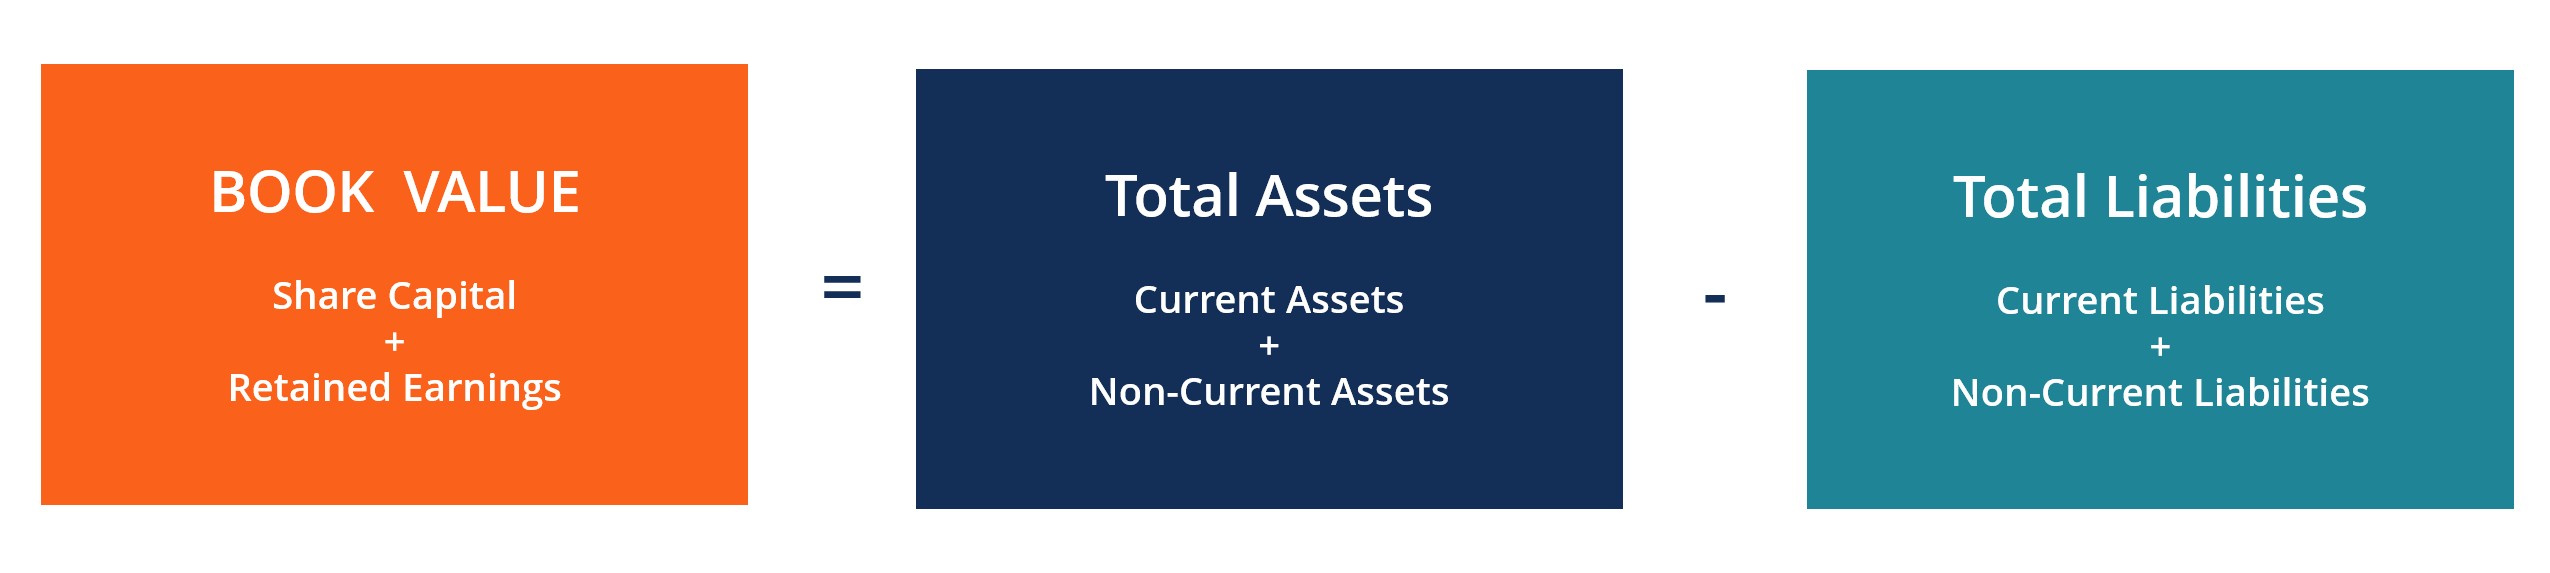 BOOK VALUE
Share Capital
+
Retained Earnings
=
Total Assets
Current Assets
+
Non-Current Assets
-
Total Liabilities
Current Liabilities
+
Non-Current Liabilities